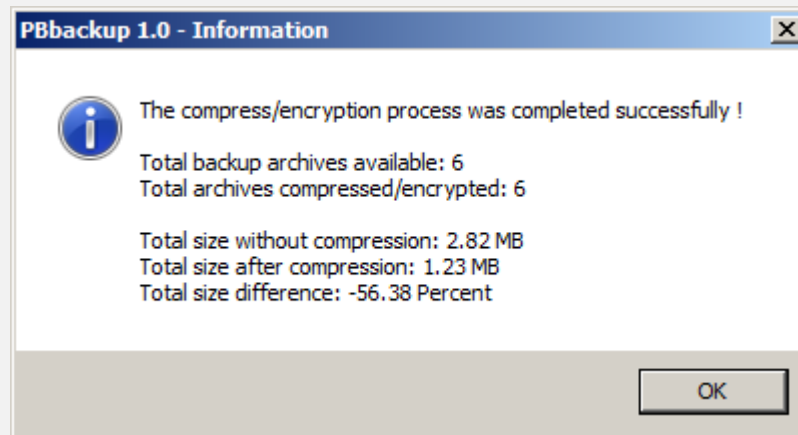 PBbackup 1.0 - Information
The compress/encryption process was completed successfully !
Total backup archives available: 6
Total archives compressed/encrypted: 6
Total size without compression: 2.82 MB
Total size after compression: 1.23 MB
Total size difference: -56.38 Percent
OK